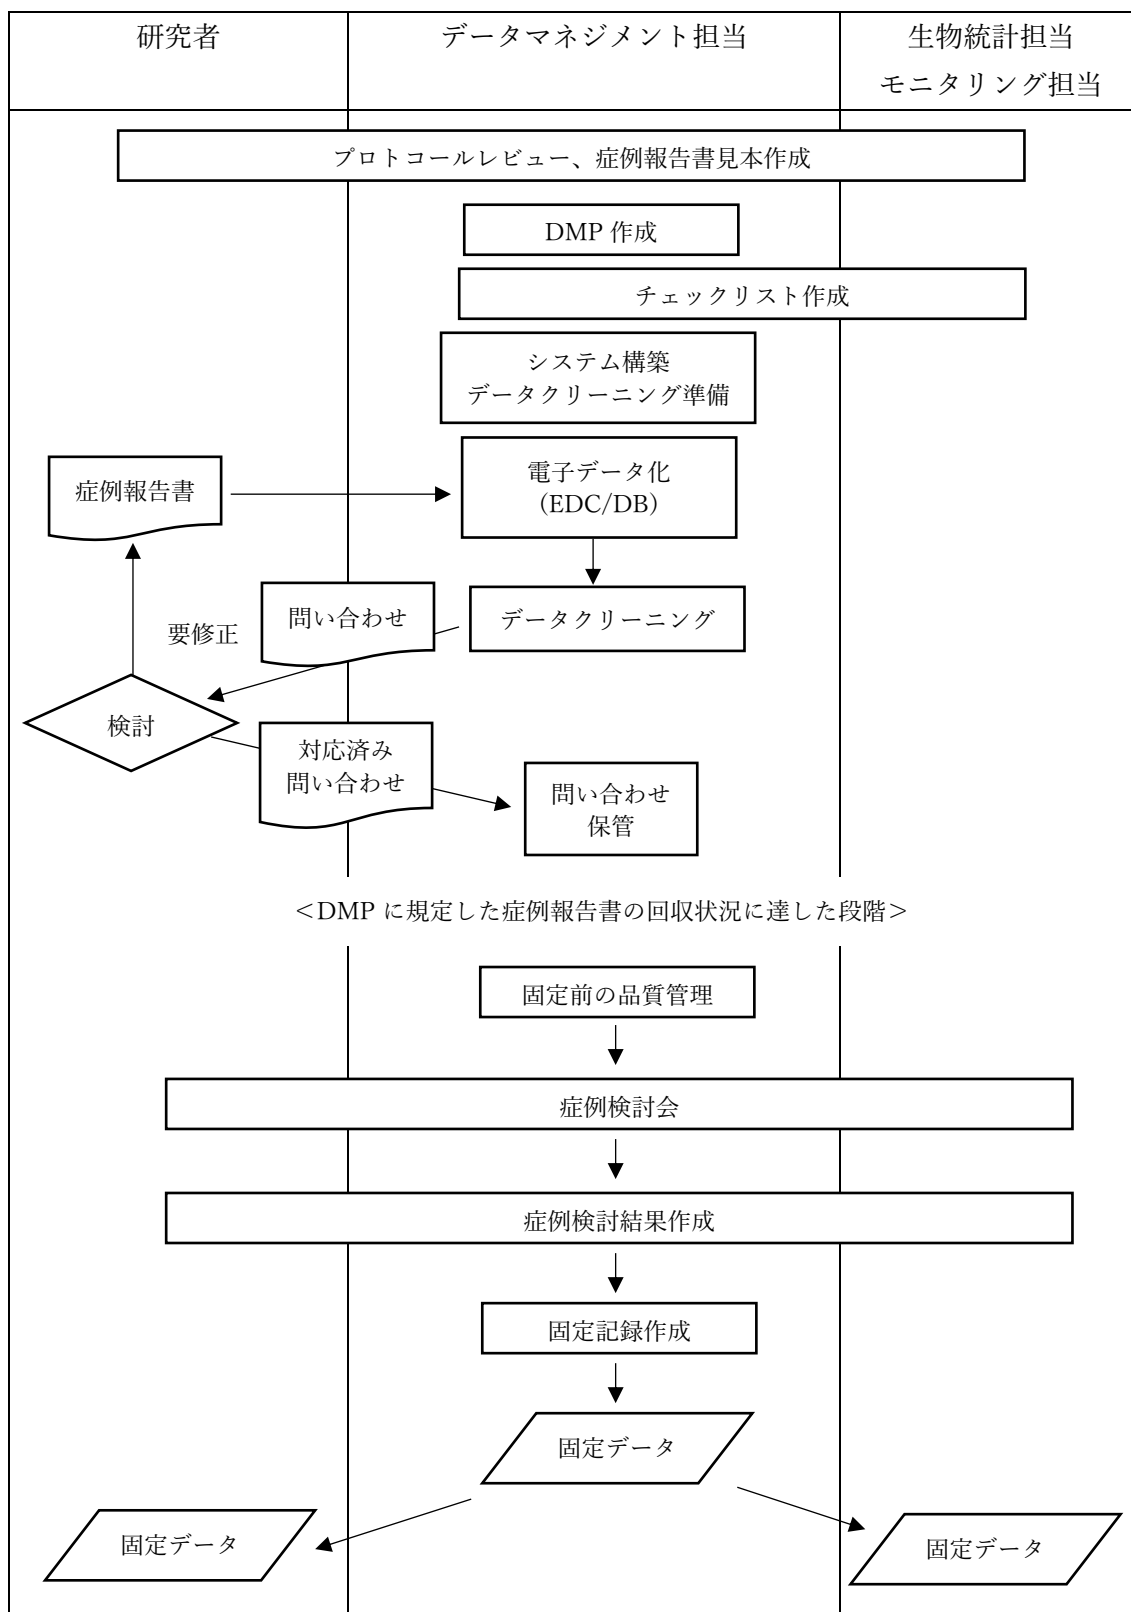 研究者
データマネジメント担当
生物統計担当
モニタリング担当
プロトコールレビュー、症例報告書見本作成
DMP 作成
チェックリスト作成
システム構築
データクリーニング準備
症例報告書
電子データ化
（EDC/DB）
問い合わせ
データクリーニング
要修正
検討
対応済み
問い合わせ
問い合わせ
保管
＜DMP に規定した症例報告書の回収状況に達した段階＞
固定前の品質管理
症例検討会
症例検討結果作成
固定記録作成
固定データ
固定データ
固定データ